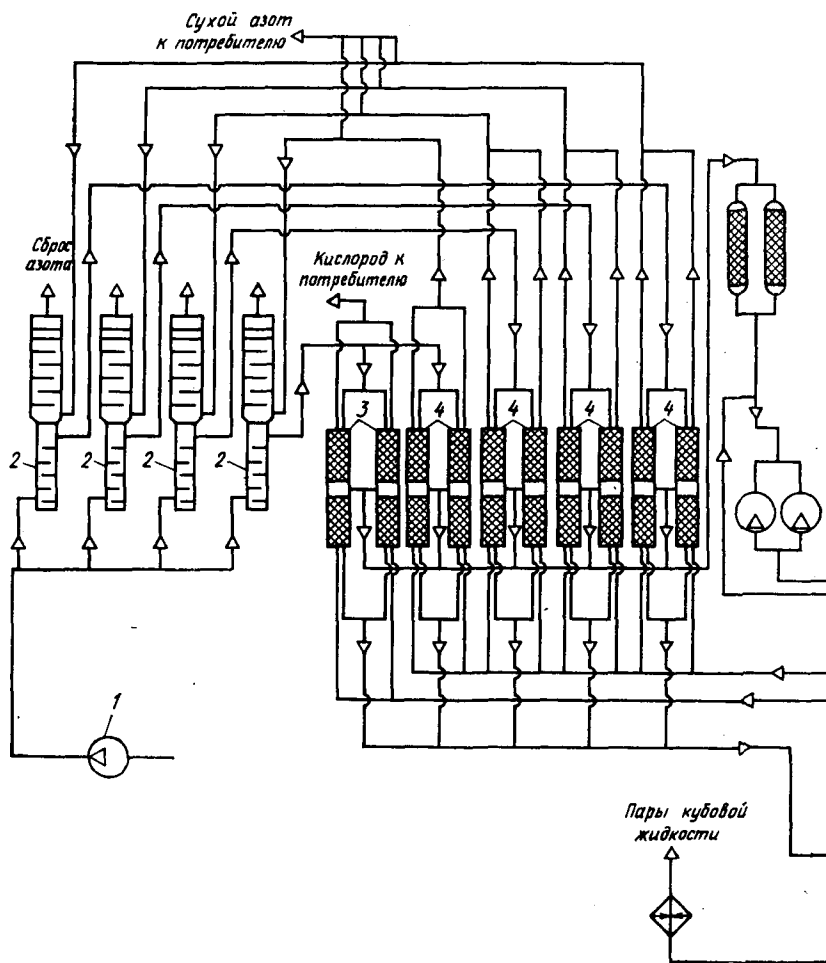 Сухой азот
к потребителю
Сброс
азота
Кислород к
потребителю
3 4 4 4 4
2 2 2 2
1
Пары кубовой
жидкости